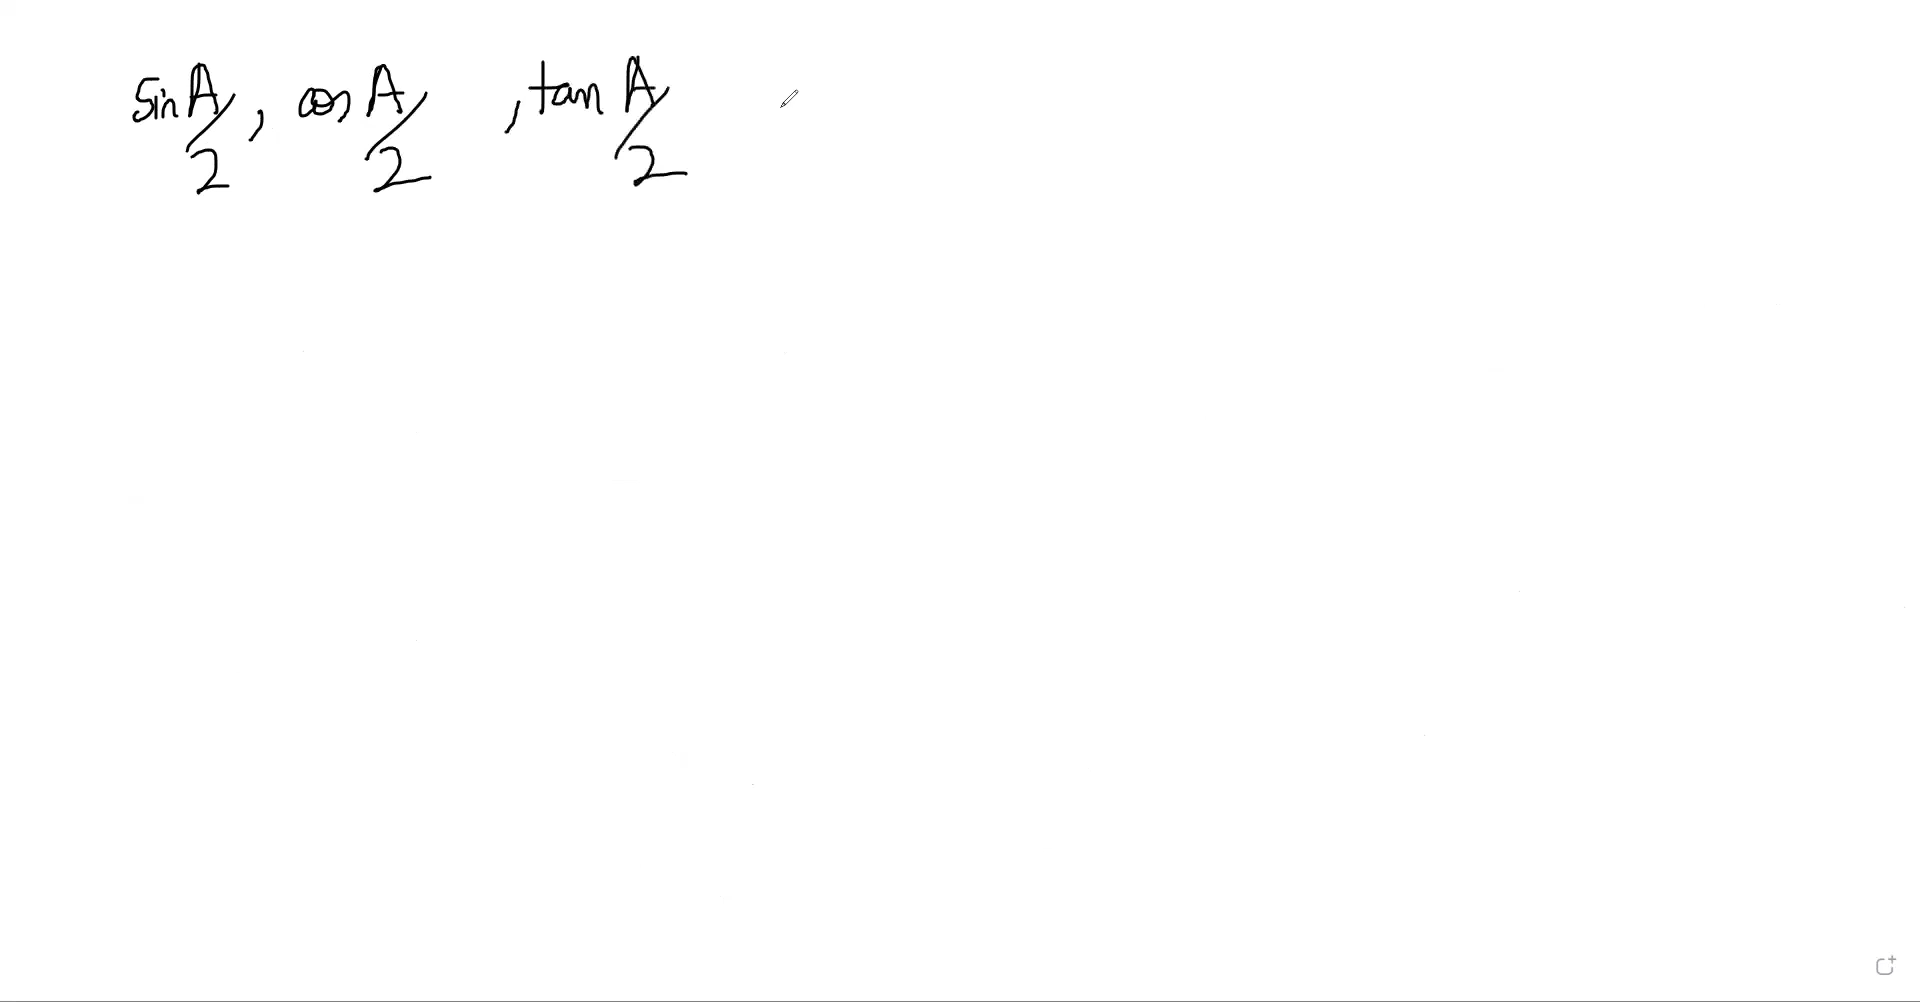 sin A/2, cos A/2, tan A/2